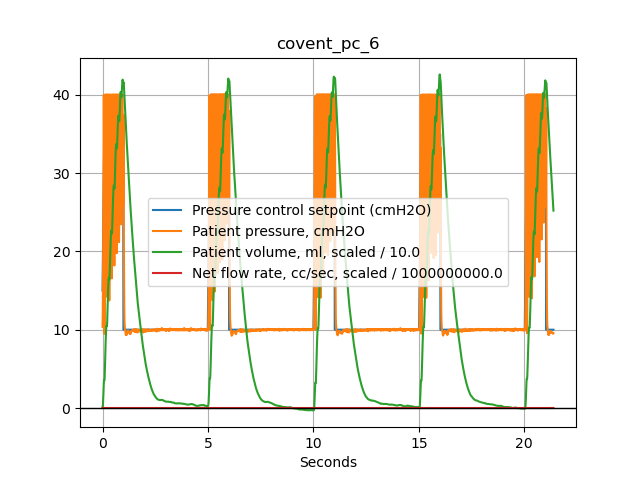 covent_pc_6
40
30
20
10
0
Pressure control setpoint (cmH2O)
Patient pressure, cmH2O
Patient volume, ml, scaled / 10.0
Net flow rate, cc/sec, scaled / 1000000000.0
0 5 10 15 20
Seconds